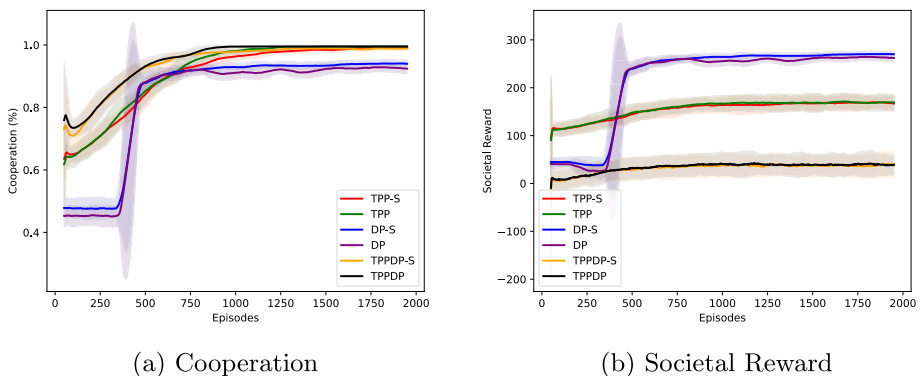 1.0
0.8
0.6
0.4
Cooperation (%)
0 250 500 750 1000 1250 1500 1750 2000
Episodes
TPP-S
TPP
DP-S
DP
TPPDP-S
TPPDP
(a) Cooperation
300
200
100
0
−100
−200
Societal Reward
0 250 500 750 1000 1250 1500 1750 2000
Episodes
TPP-S
TPP
DP-S
DP
TPPDP-S
TPPDP
(b) Societal Reward